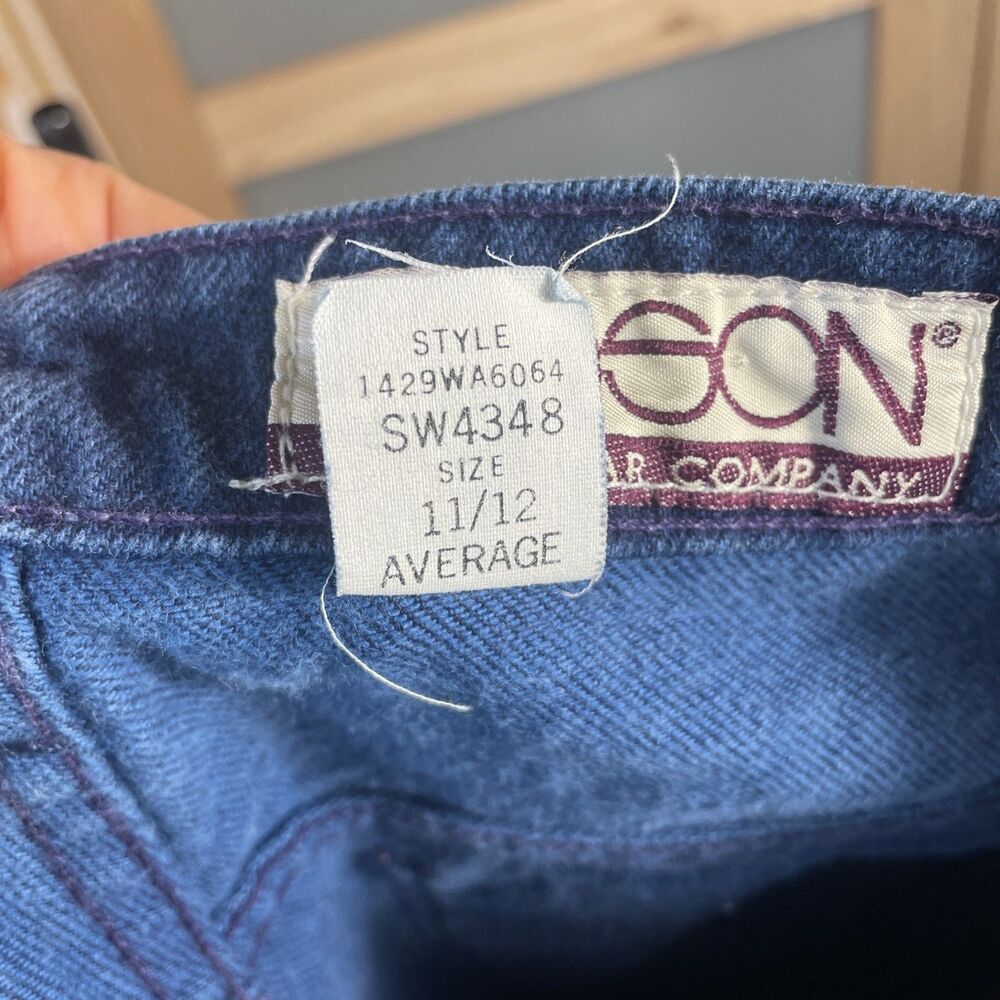 STYLE
1429WA6064
SW4348
SIZE
11/12
AVERAGE
SON®
AR COMPANY